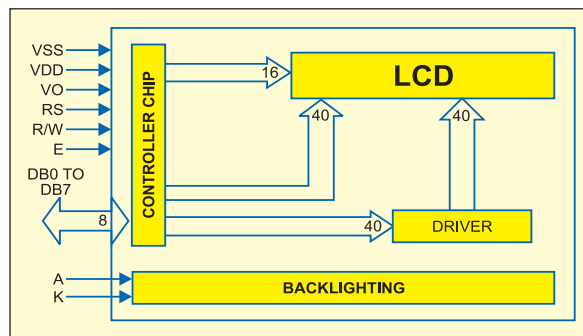 VSS
VDD
VO
RS
R/W
E
DB0 TO
DB7
8
A
K
CONTROLLER CHIP
16
LCD
40
40
40
DRIVER
BACKLIGHTING